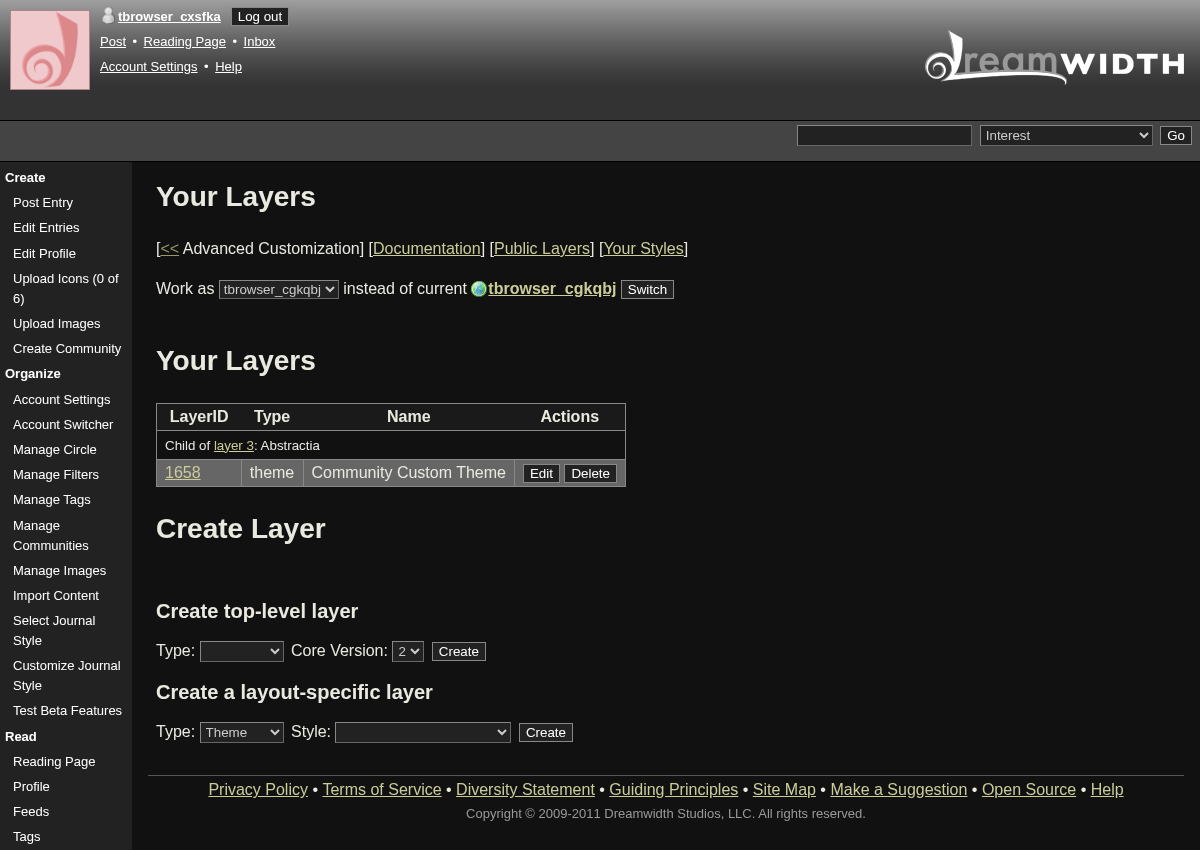 tbrowser_cxsfka Log out
Post • Reading Page • Inbox
Account Settings • Help
dreamwidth
Interest Go
Create
Post Entry
Edit Entries
Edit Profile
Upload Icons (0 of
6)
Upload Images
Create Community
Organize
Account Settings
Account Switcher
Manage Circle
Manage Filters
Manage Tags
Manage
Communities
Manage Images
Import Content
Select Journal
Style
Customize Journal
Style
Test Beta Features
Read
Reading Page
Profile
Feeds
Tags
Your Layers
[<< Advanced Customization] [Documentation] [Public Layers] [Your Styles]
Work as tbrowser_cgkqbj instead of current tbrowser_cgkqbj Switch
Your Layers
LayerID Type Name Actions
Child of layer 3: Abstractia
1658 theme Community Custom Theme Edit Delete
Create Layer
Create top-level layer
Type: Core Version: 2 Create
Create a layout-specific layer
Type: Theme Style: Create
Privacy Policy • Terms of Service • Diversity Statement • Guiding Principles • Site Map • Make a Suggestion • Open Source • Help
Copyright © 2009-2011 Dreamwidth Studios, LLC. All rights reserved.